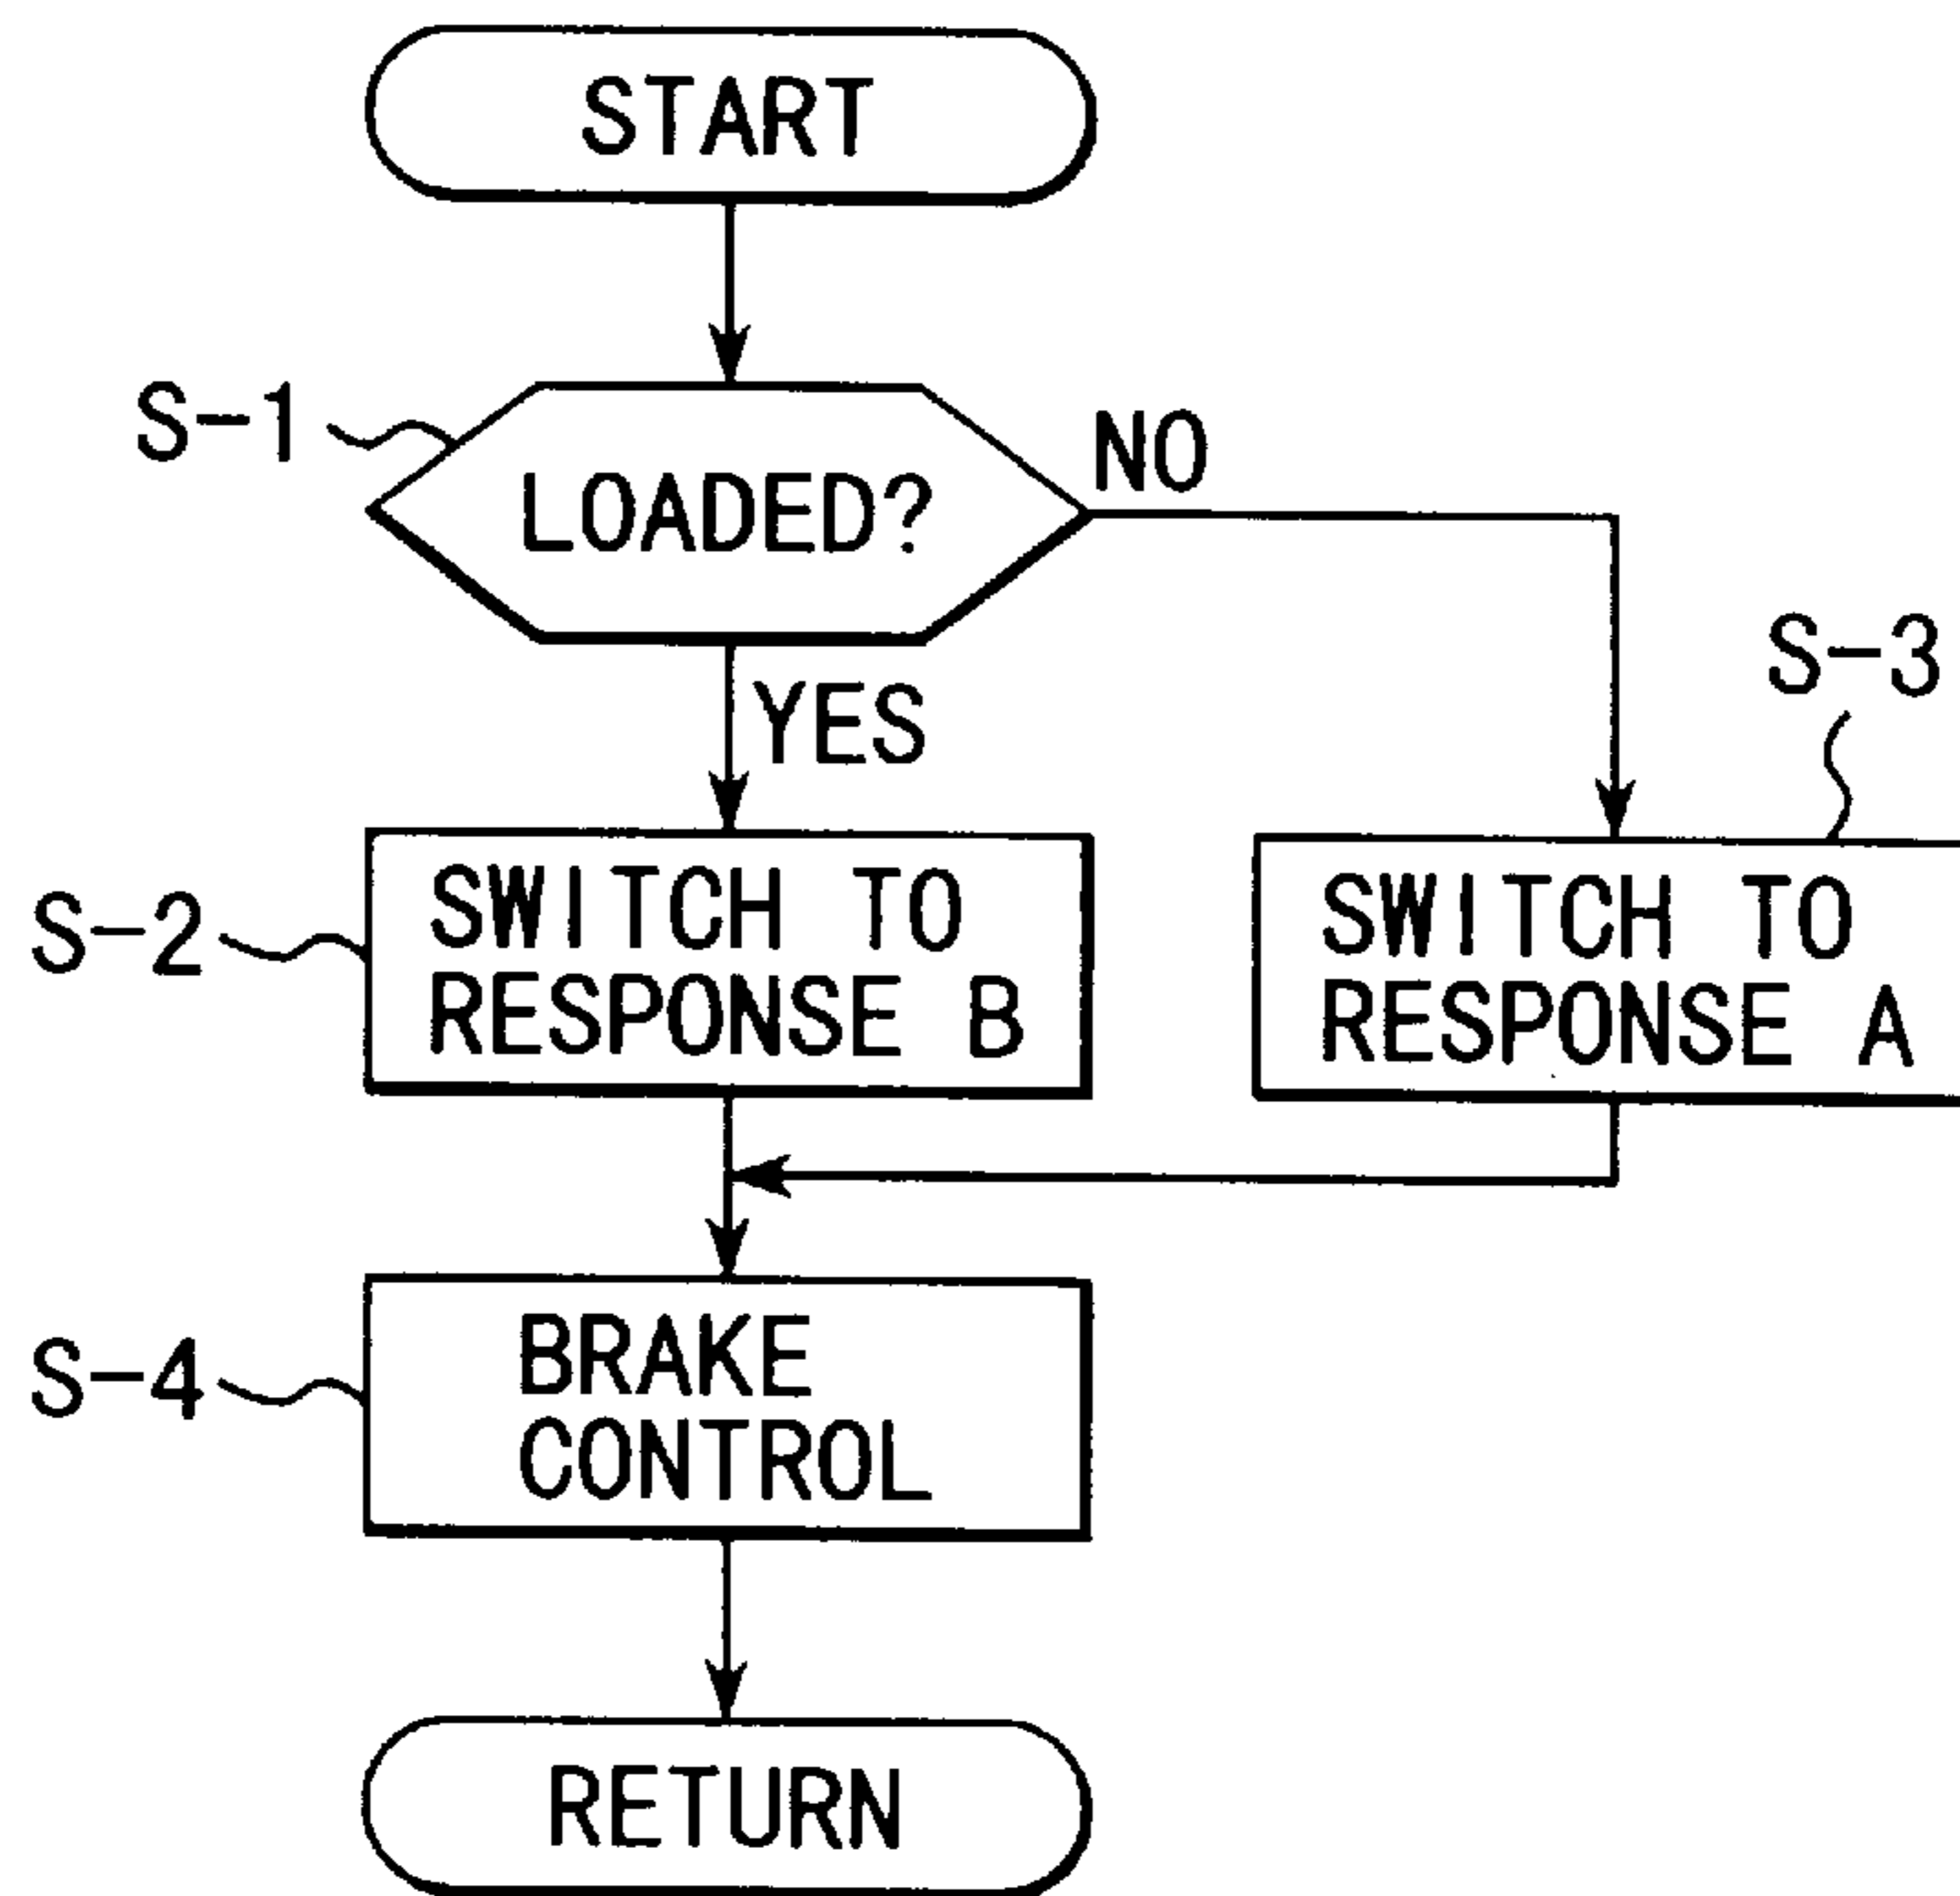 START
S-1
LOADED?
NO
YES
S-3
S-2
SWITCH TO
RESPONSE B
SWITCH TO
RESPONSE A
S-4
BRAKE
CONTROL
RETURN